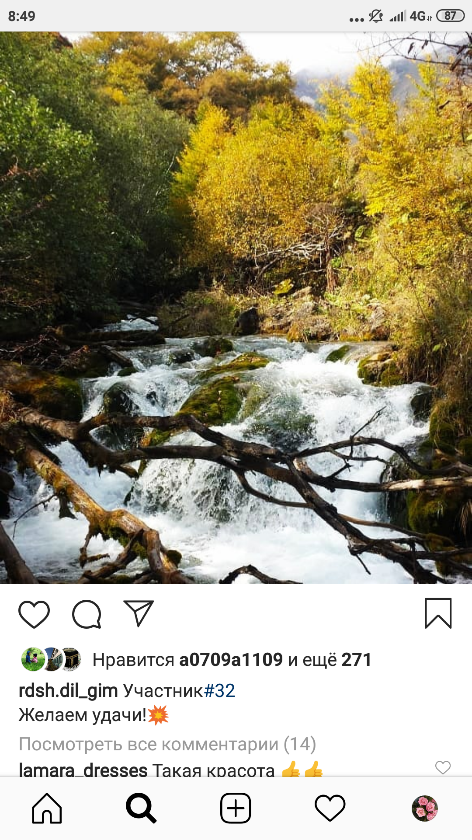 8:49
4G
87
Нравится a0709a1109 и ещё 271
rdsh.dil_gim Участник#32
Желаем удачи!💥
Посмотреть все комментарии (14)
lamara_dresses Такая красота 👍👍